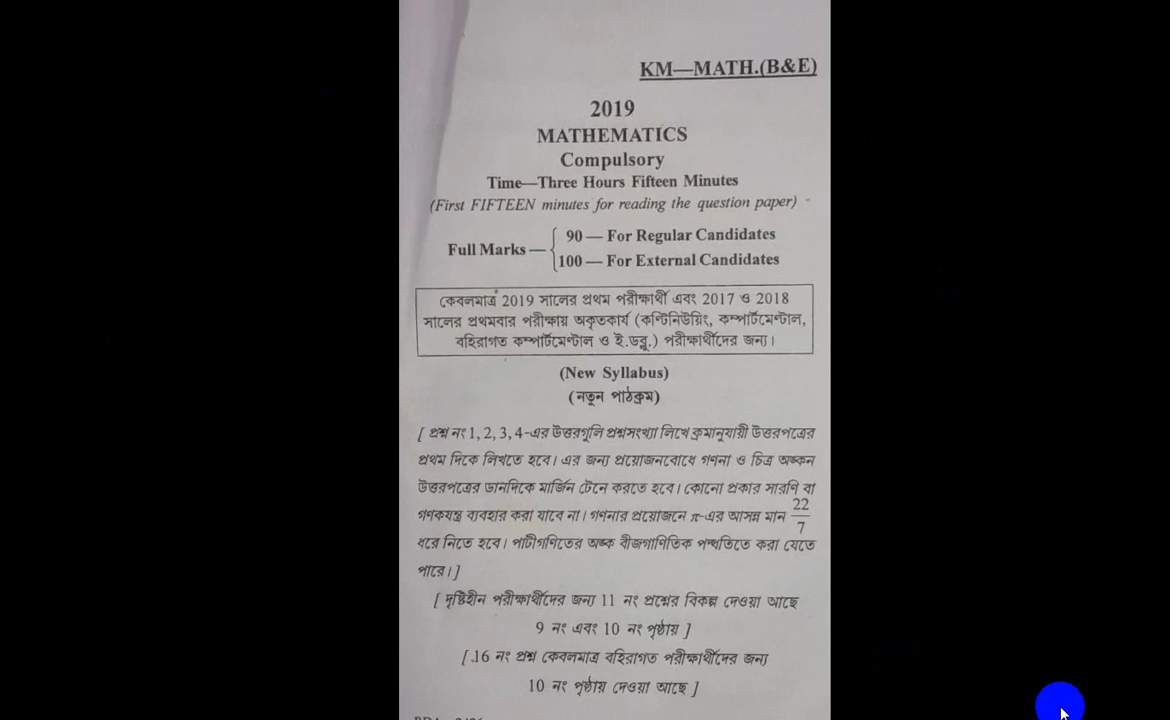 KM—MATH.(B&E)
2019
MATHEMATICS
Compulsory
Time—Three Hours Fifteen Minutes
(First FIFTEEN minutes for reading the question paper)
Full Marks — { 90 — For Regular Candidates
100 — For External Candidates
কেবলমাত্র 2019 সালের প্রথম পরীক্ষার্থী এবং 2017 ও 2018
সালের প্রথমবার পরীক্ষায় অকৃতকার্য (কন্টিনিউয়িং, কম্পার্টমেন্টাল,
বহিরাগত কম্পার্টমেন্টাল ও ই.ডব্লু.) পরীক্ষার্থীদের জন্য।
(New Syllabus)
(নতুন পাঠক্রম)
[ প্রশ্ন নং 1, 2, 3, 4-এর উত্তরগুলি প্রশ্নসংখ্যা লিখে ক্রমানুযায়ী উত্তরপত্রের
প্রথম দিকে লিখতে হবে। এর জন্য প্রয়োজনবোধে গণনা ও চিত্র অঙ্কন
উত্তরপত্রের ডানদিকে মার্জিন টেনে করতে হবে। কোনো প্রকার সারণি বা
গণকযন্ত্র ব্যবহার করা যাবে না। গণনার প্রয়োজনে π-এর আসন্ন মান 22/7
ধরে নিতে হবে। পাটীগণিতের অঙ্ক বীজগাণিতিক পদ্ধতিতে করা যেতে
পারে।]
[ দৃষ্টিহীন পরীক্ষার্থীদের জন্য 11 নং প্রশ্নের বিকল্প দেওয়া আছে
9 নং এবং 10 নং পৃষ্ঠায় ]
[ 16 নং প্রশ্ন কেবলমাত্র বহিরাগত পরীক্ষার্থীদের জন্য
10 নং পৃষ্ঠায় দেওয়া আছে ]